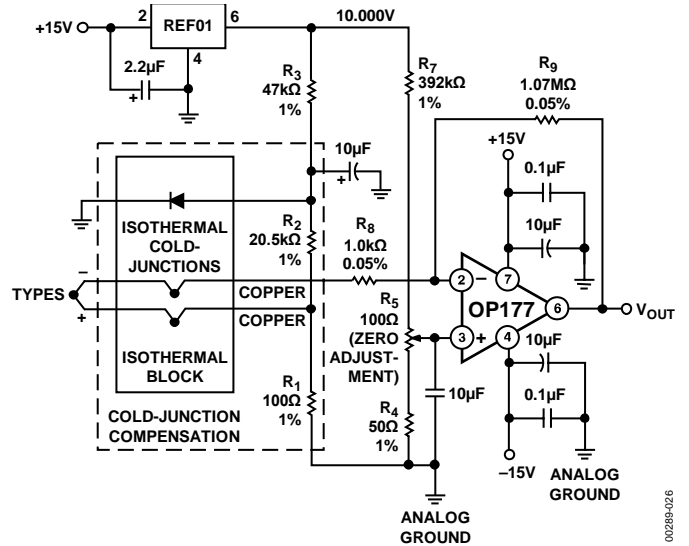 +15V
2
REF01
6
10.000V
4
2.2µF
+
R3
47kΩ
1%
R7
392kΩ
1%
R9
1.07MΩ
0.05%
+15V
10µF
+
0.1µF
10µF
ISOTHERMAL
COLD-
JUNCTIONS
R2
20.5kΩ
1%
R8
1.0kΩ
0.05%
–
TYPES
+
COPPER
COPPER
2
–
7
OP177
6
VOUT
3
+
4
R5
100Ω
(ZERO
ADJUST-
MENT)
ISOTHERMAL
BLOCK
R1
100Ω
1%
COLD-JUNCTION
COMPENSATION
R4
50Ω
1%
10µF
10µF
0.1µF
–15V
ANALOG
GROUND
ANALOG
GROUND
00289-026